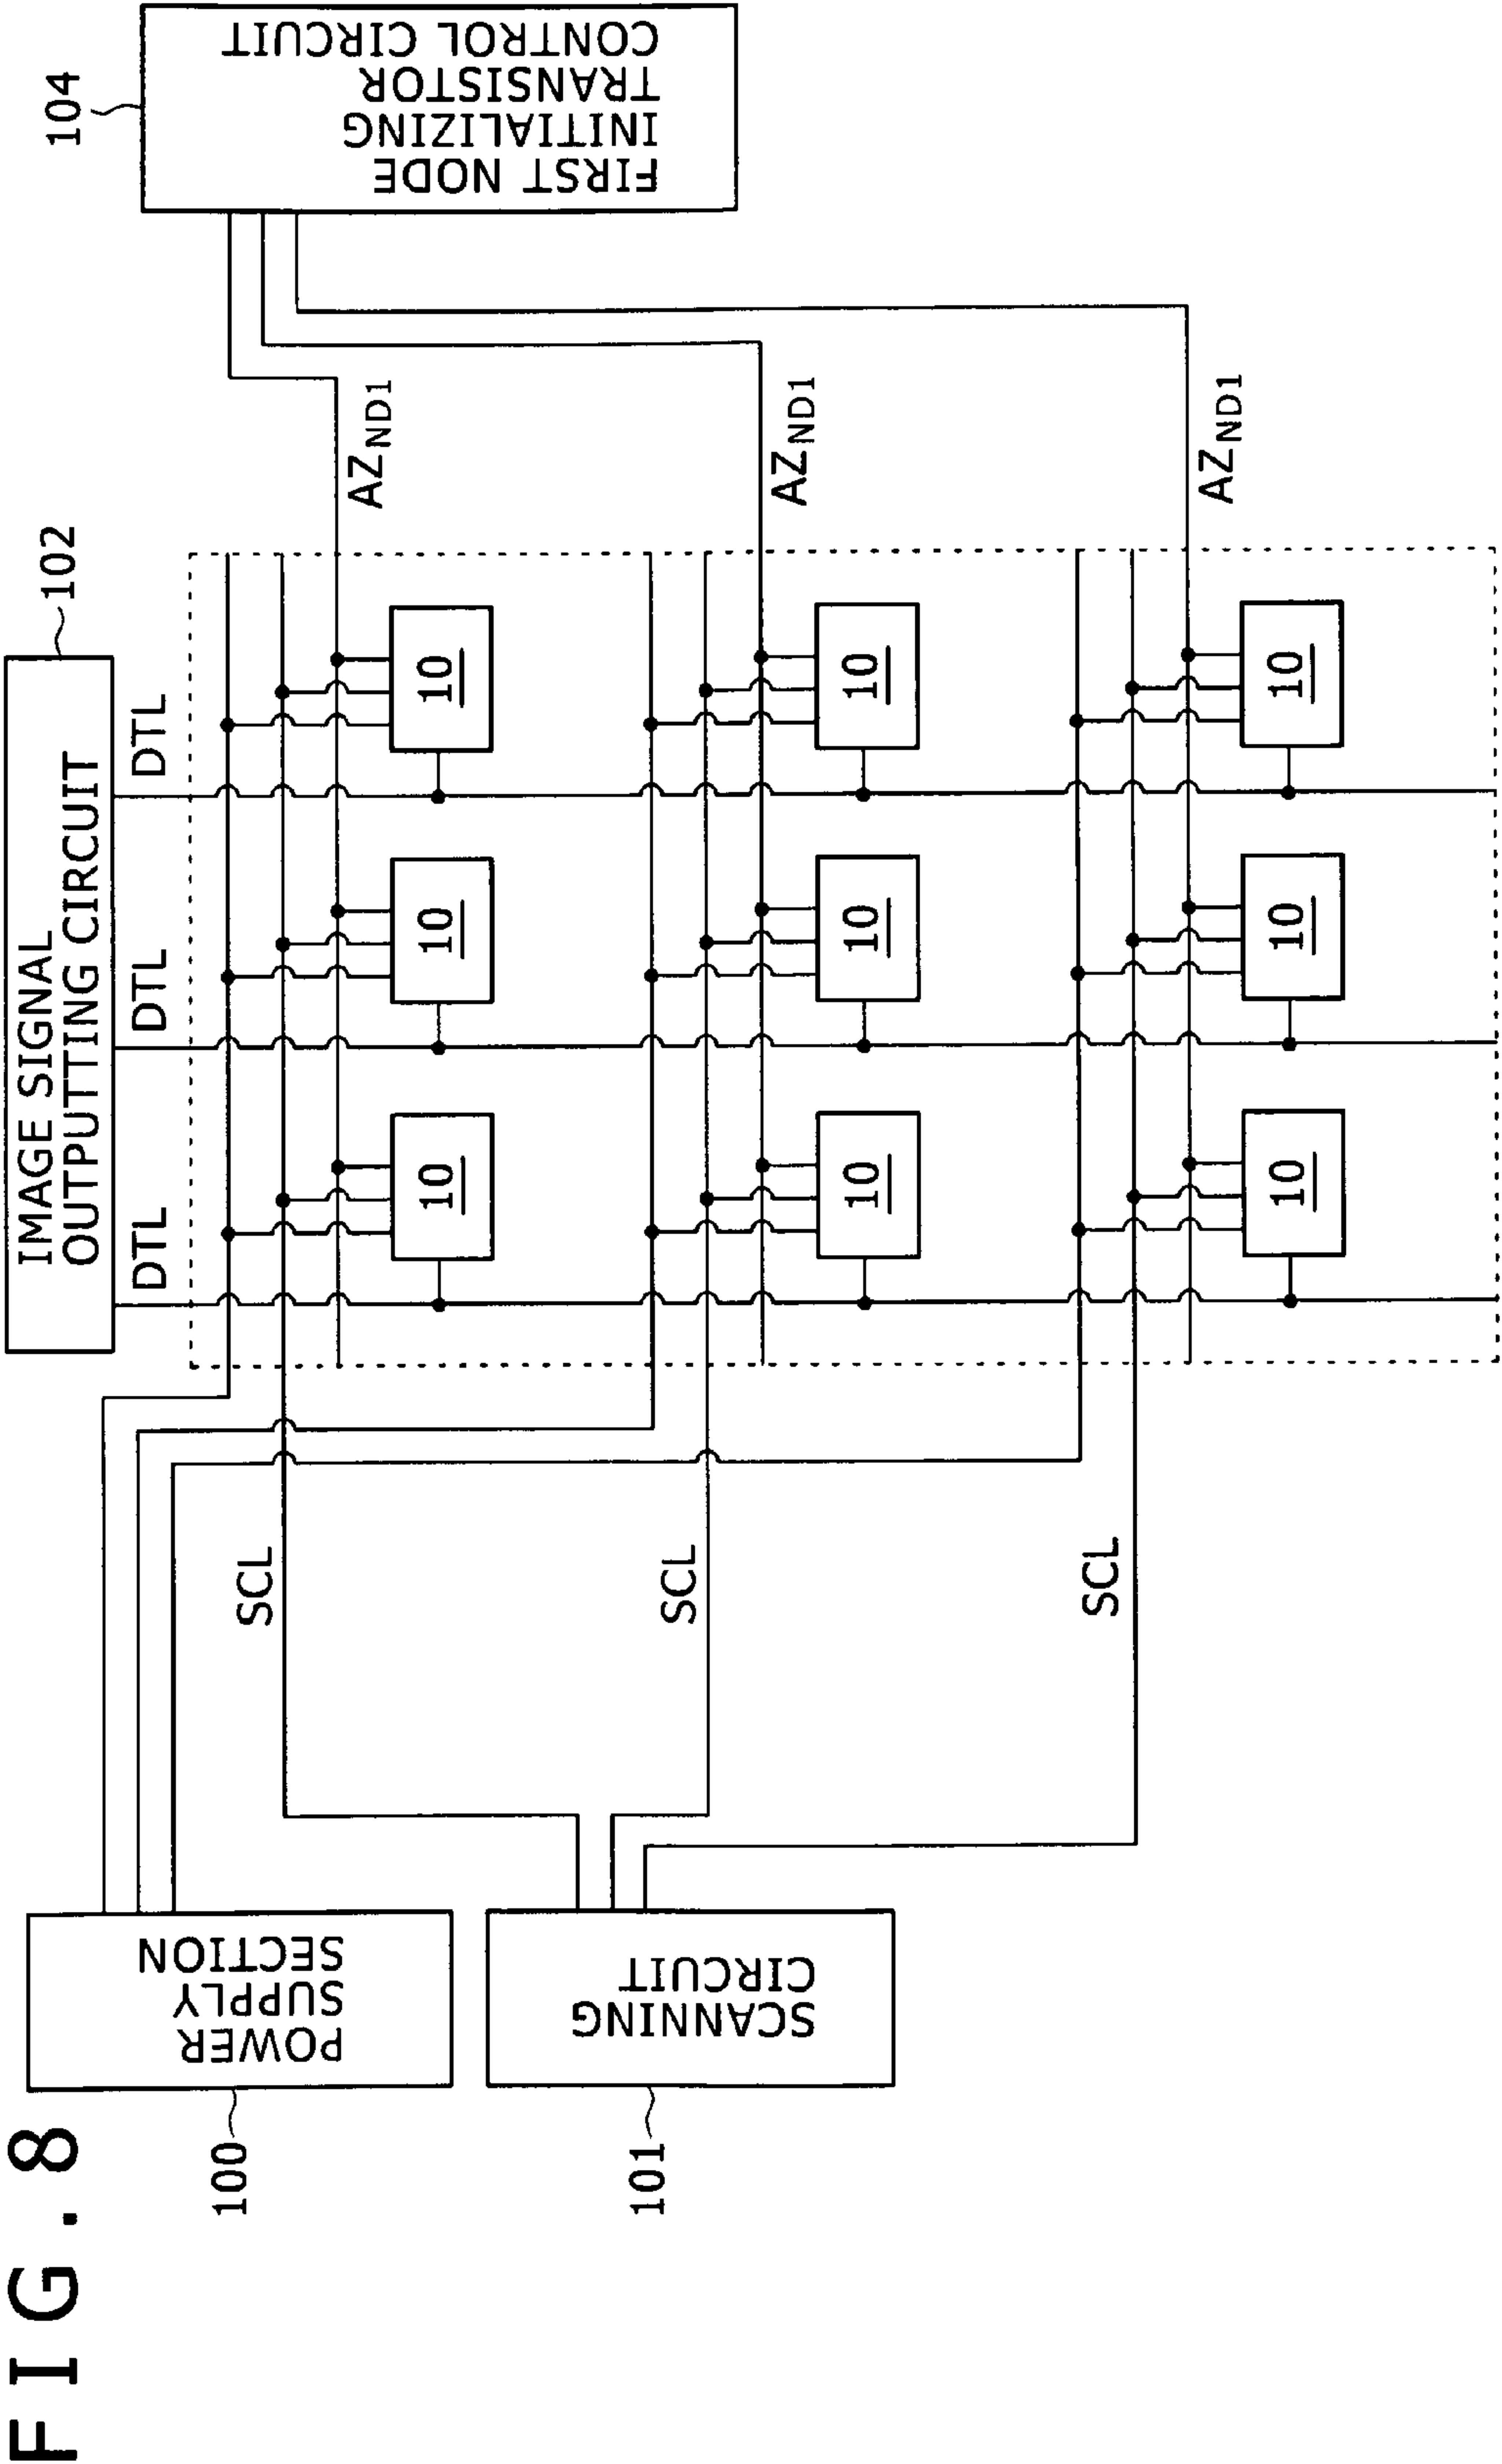 FIG. 8
100
POWER
SUPPLY
SECTION
101
SCANNING
CIRCUIT
IMAGE SIGNAL
OUTPUTTING CIRCUIT
102
104
FIRST NODE
INITIALIZING
TRANSISTOR
CONTROL CIRCUIT
DTL
DTL
DTL
SCL
10
10
10
AZND1
SCL
10
10
10
AZND1
SCL
10
10
10
AZND1